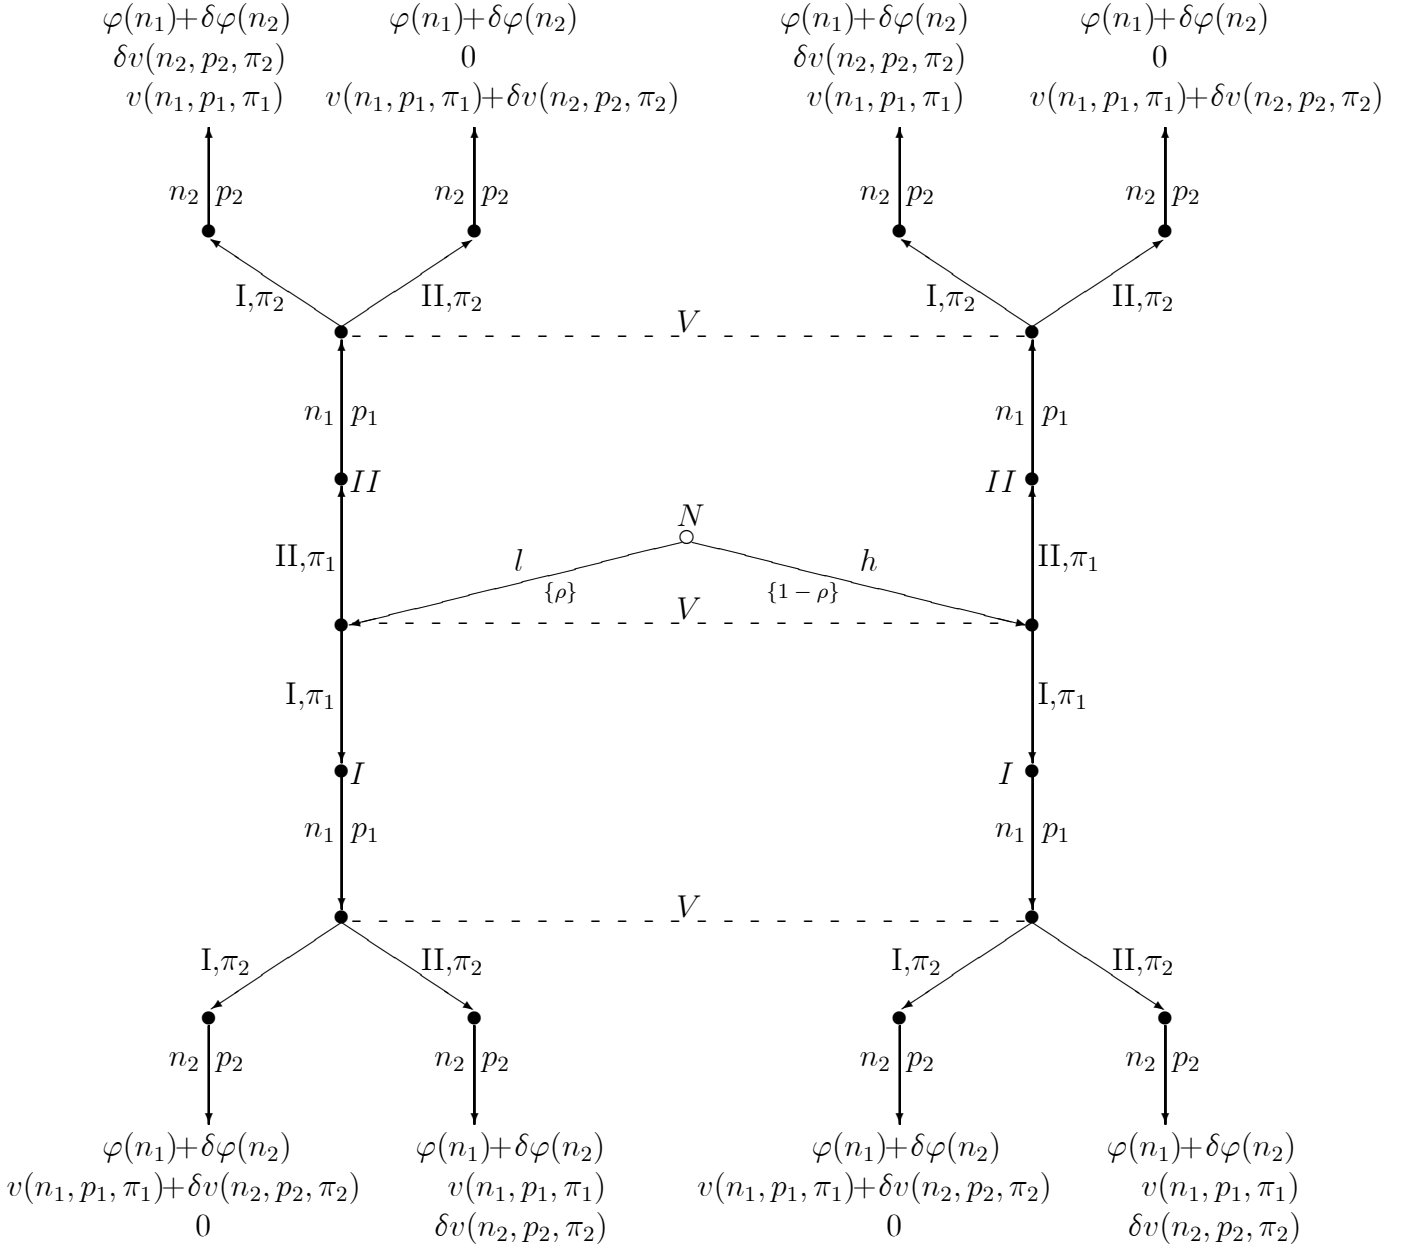 φ(n₁)+δφ(n₂) φ(n₁)+δφ(n₂) φ(n₁)+δφ(n₂) φ(n₁)+δφ(n₂)
δv(n₂, p₂, π₂) 0 δv(n₂, p₂, π₂) 0
v(n₁, p₁, π₁) v(n₁, p₁, π₁)+δv(n₂, p₂, π₂) v(n₁, p₁, π₁) v(n₁, p₁, π₁)+δv(n₂, p₂, π₂)
n₂ p₂ n₂ p₂ n₂ p₂ n₂ p₂
I,π₂ II,π₂ I,π₂ II,π₂
V
n₁ p₁ n₁ p₁
II II
N
II,π₁ l h II,π₁
{ρ} {1 − ρ}
V
I,π₁ I,π₁
I I
n₁ p₁ n₁ p₁
V
I,π₂ II,π₂ I,π₂ II,π₂
n₂ p₂ n₂ p₂ n₂ p₂ n₂ p₂
φ(n₁)+δφ(n₂) φ(n₁)+δφ(n₂) φ(n₁)+δφ(n₂) φ(n₁)+δφ(n₂)
v(n₁, p₁, π₁)+δv(n₂, p₂, π₂) v(n₁, p₁, π₁) v(n₁, p₁, π₁)+δv(n₂, p₂, π₂) v(n₁, p₁, π₁)
0 δv(n₂, p₂, π₂) 0 δv(n₂, p₂, π₂)